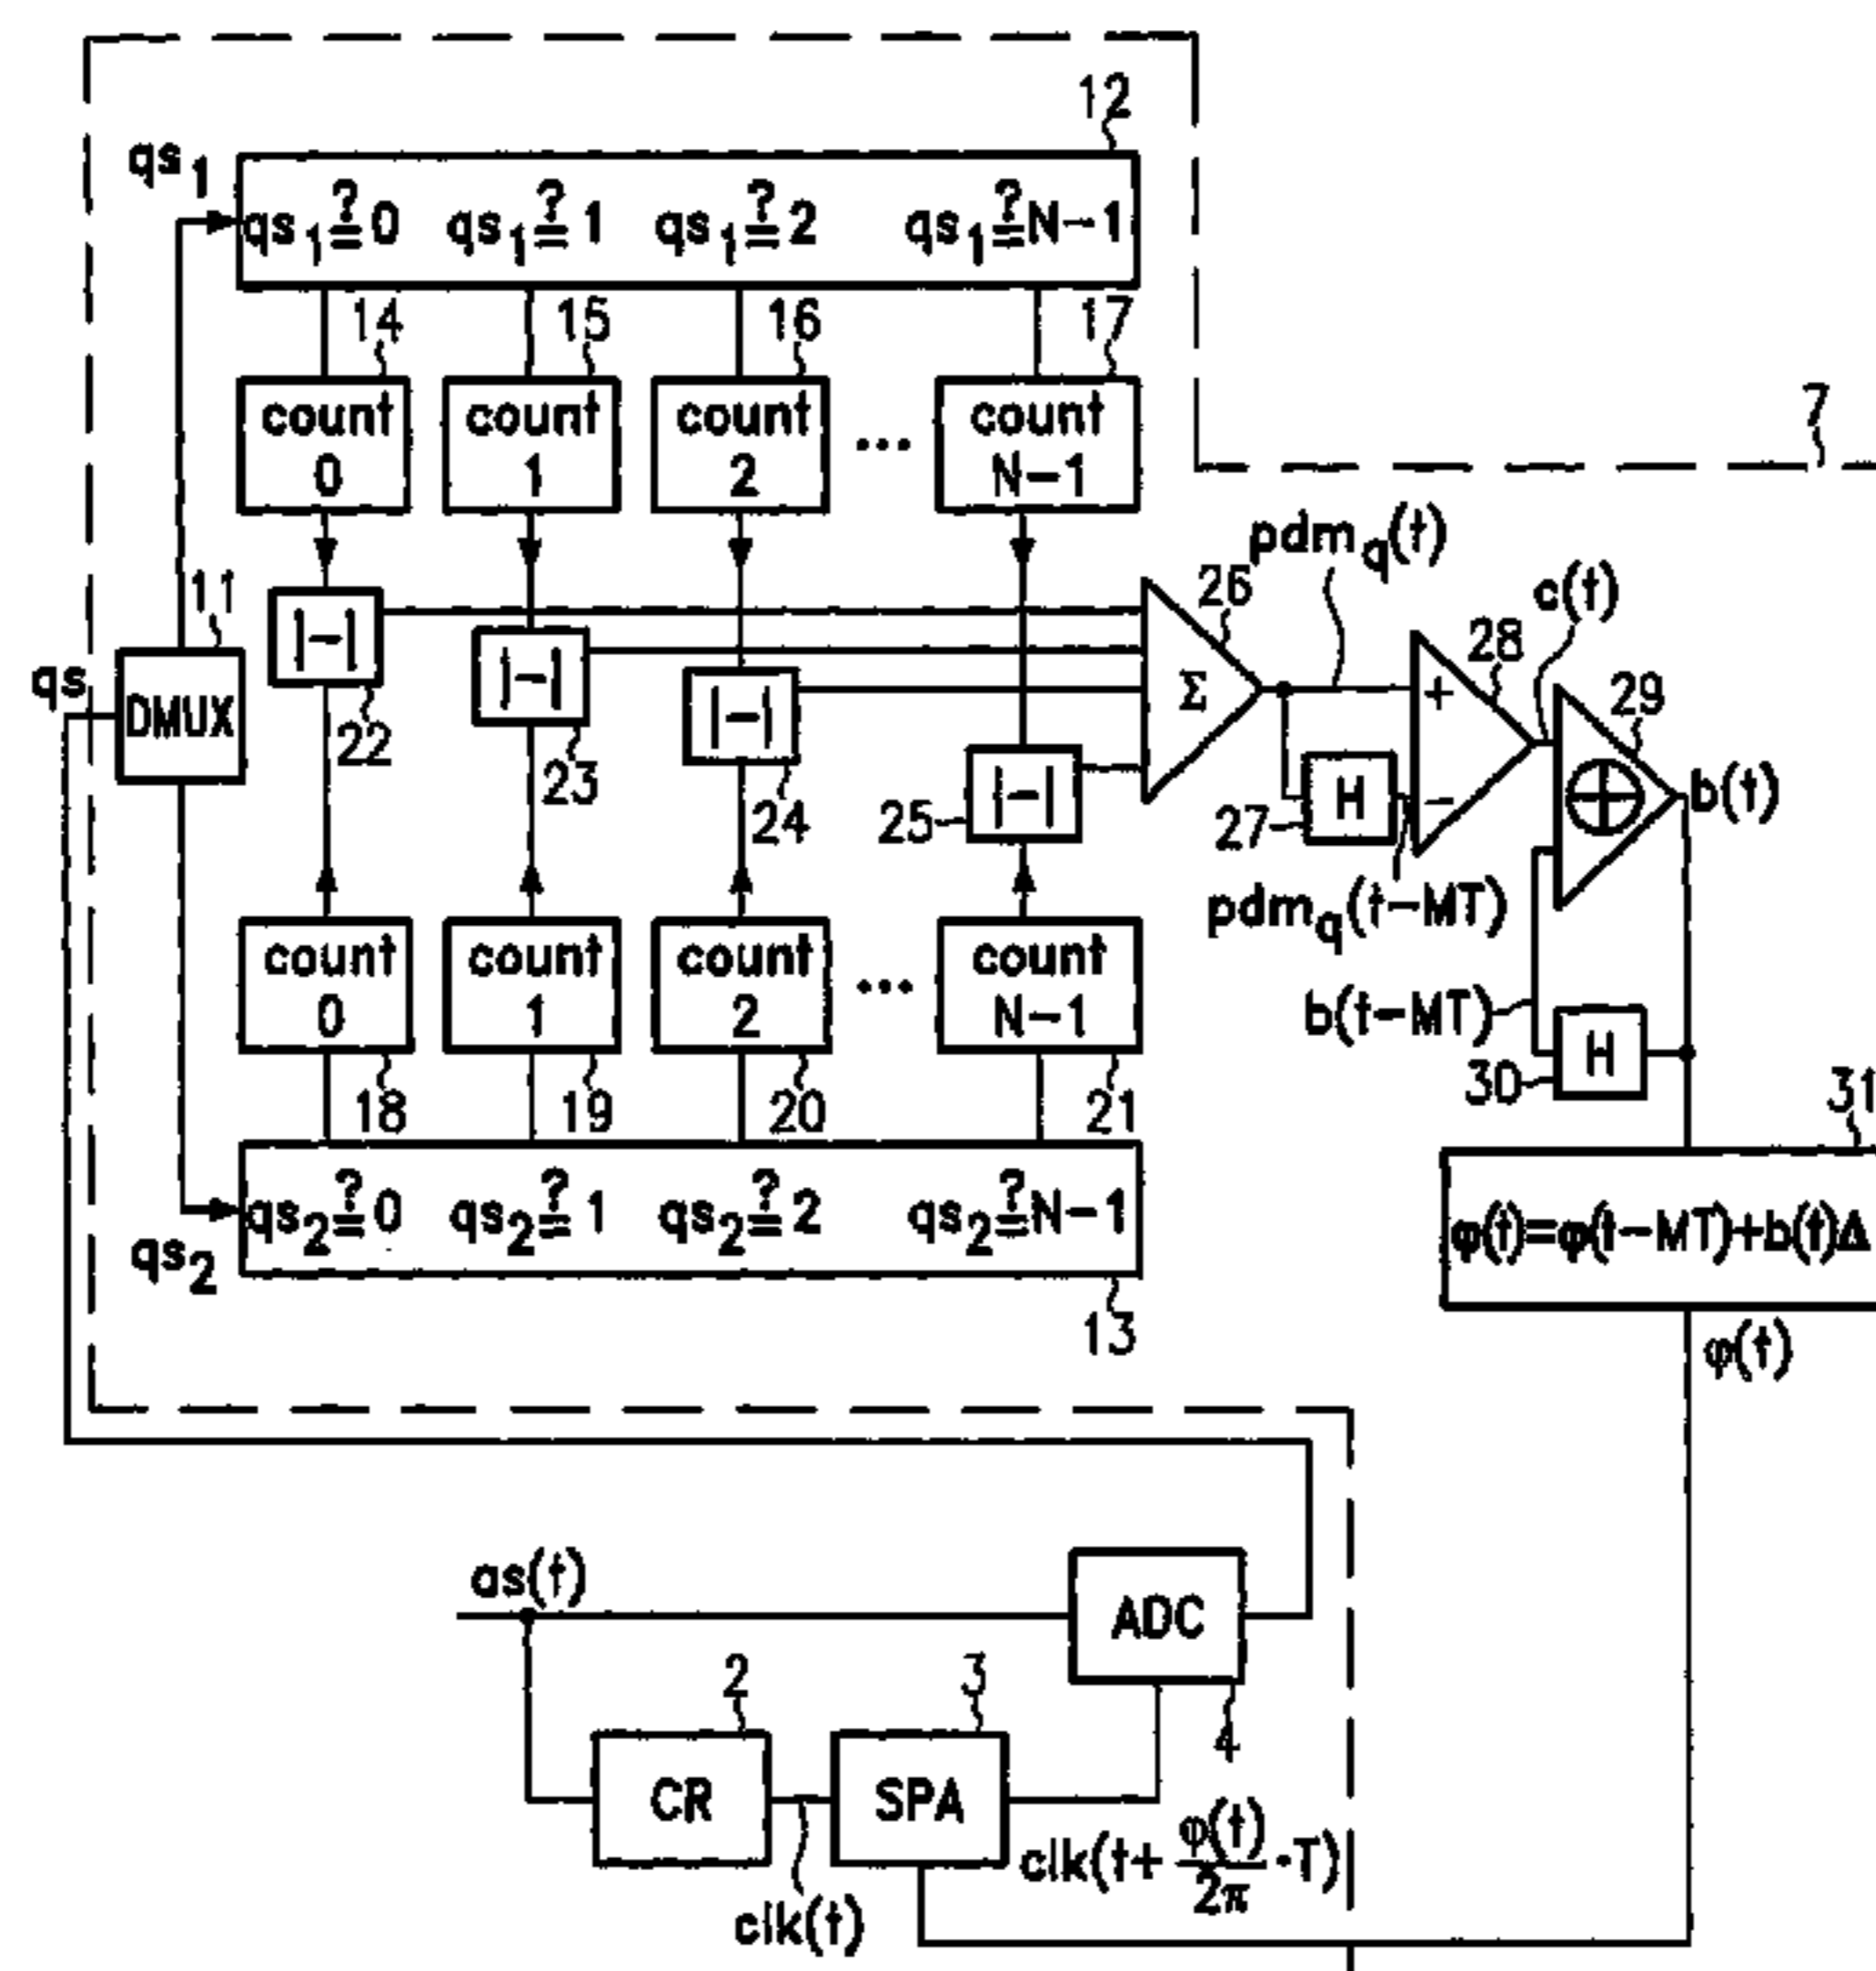 12
qs1
qs1≟0 qs1≟1 qs1≟2 qs1≟N-1
14 15 16 17
count 0
count 1
count 2
...
count N-1
7
pdmq(t)
11
qs
DMUX
|-|
22
|-|
23
|-|
24
|-|
25
26
Σ
c(t)
28
+
-
29
⊕
b(t)
H
27
pdmq(t-MT)
count 0
count 1
count 2
...
count N-1
b(t-MT)
H
30
18 19 20 21
31
qs2≟0 qs2≟1 qs2≟2 qs2≟N-1
qs2
13
φ(t)=φ(t-MT)+b(t)Δ
φ(t)
as(t)
ADC
4
2
CR
3
SPA
clk(t)
clk(t+ φ(t)/2π ·T)